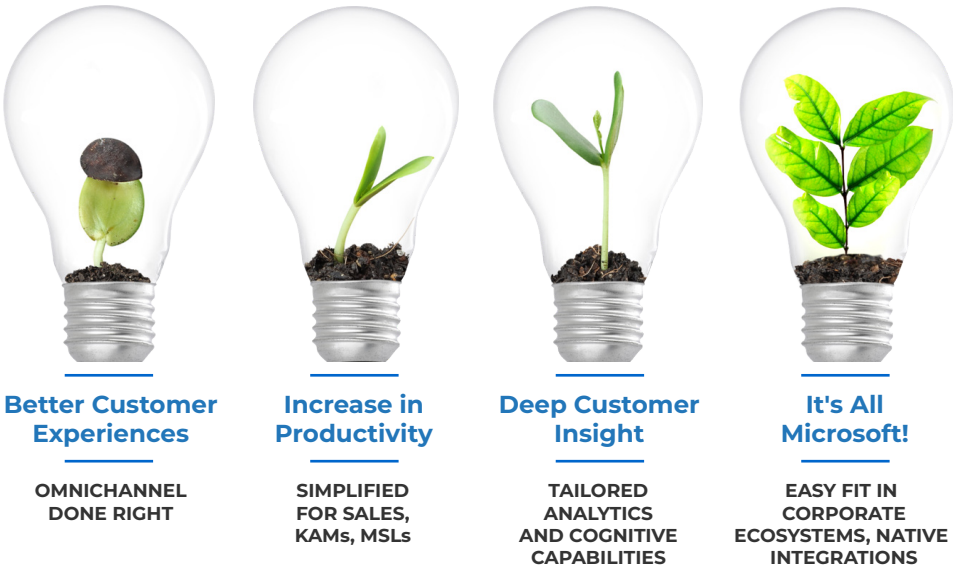 Better Customer
Experiences
OMNICHANNEL
DONE RIGHT
Increase in
Productivity
SIMPLIFIED
FOR SALES,
KAMs, MSLs
Deep Customer
Insight
TAILORED
ANALYTICS
AND COGNITIVE
CAPABILITIES
It's All
Microsoft!
EASY FIT IN
CORPORATE
ECOSYSTEMS, NATIVE
INTEGRATIONS